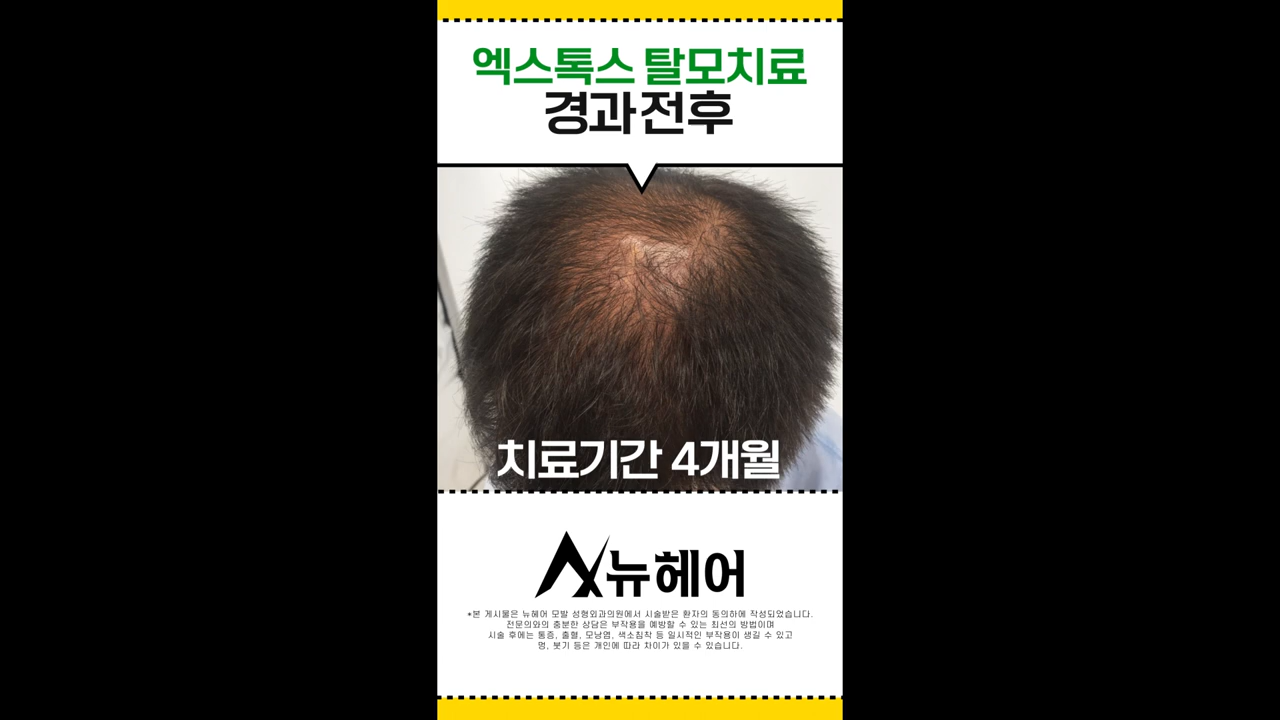 엑스톡스 탈모치료
경과전후
치료기간 4개월
뉴헤어
*본 게시물은 뉴헤어 모발 성형외과의원에서 시술받은 환자의 동의하에 작성되었습니다.
전문의와의 충분한 상담은 부작용을 예방할 수 있는 최선의 방법이며
시술 후에는 통증, 출혈, 모낭염, 색소침착 등 일시적인 부작용이 생길 수 있고
멍, 붓기 등은 개인에 따라 차이가 있을 수 있습니다.